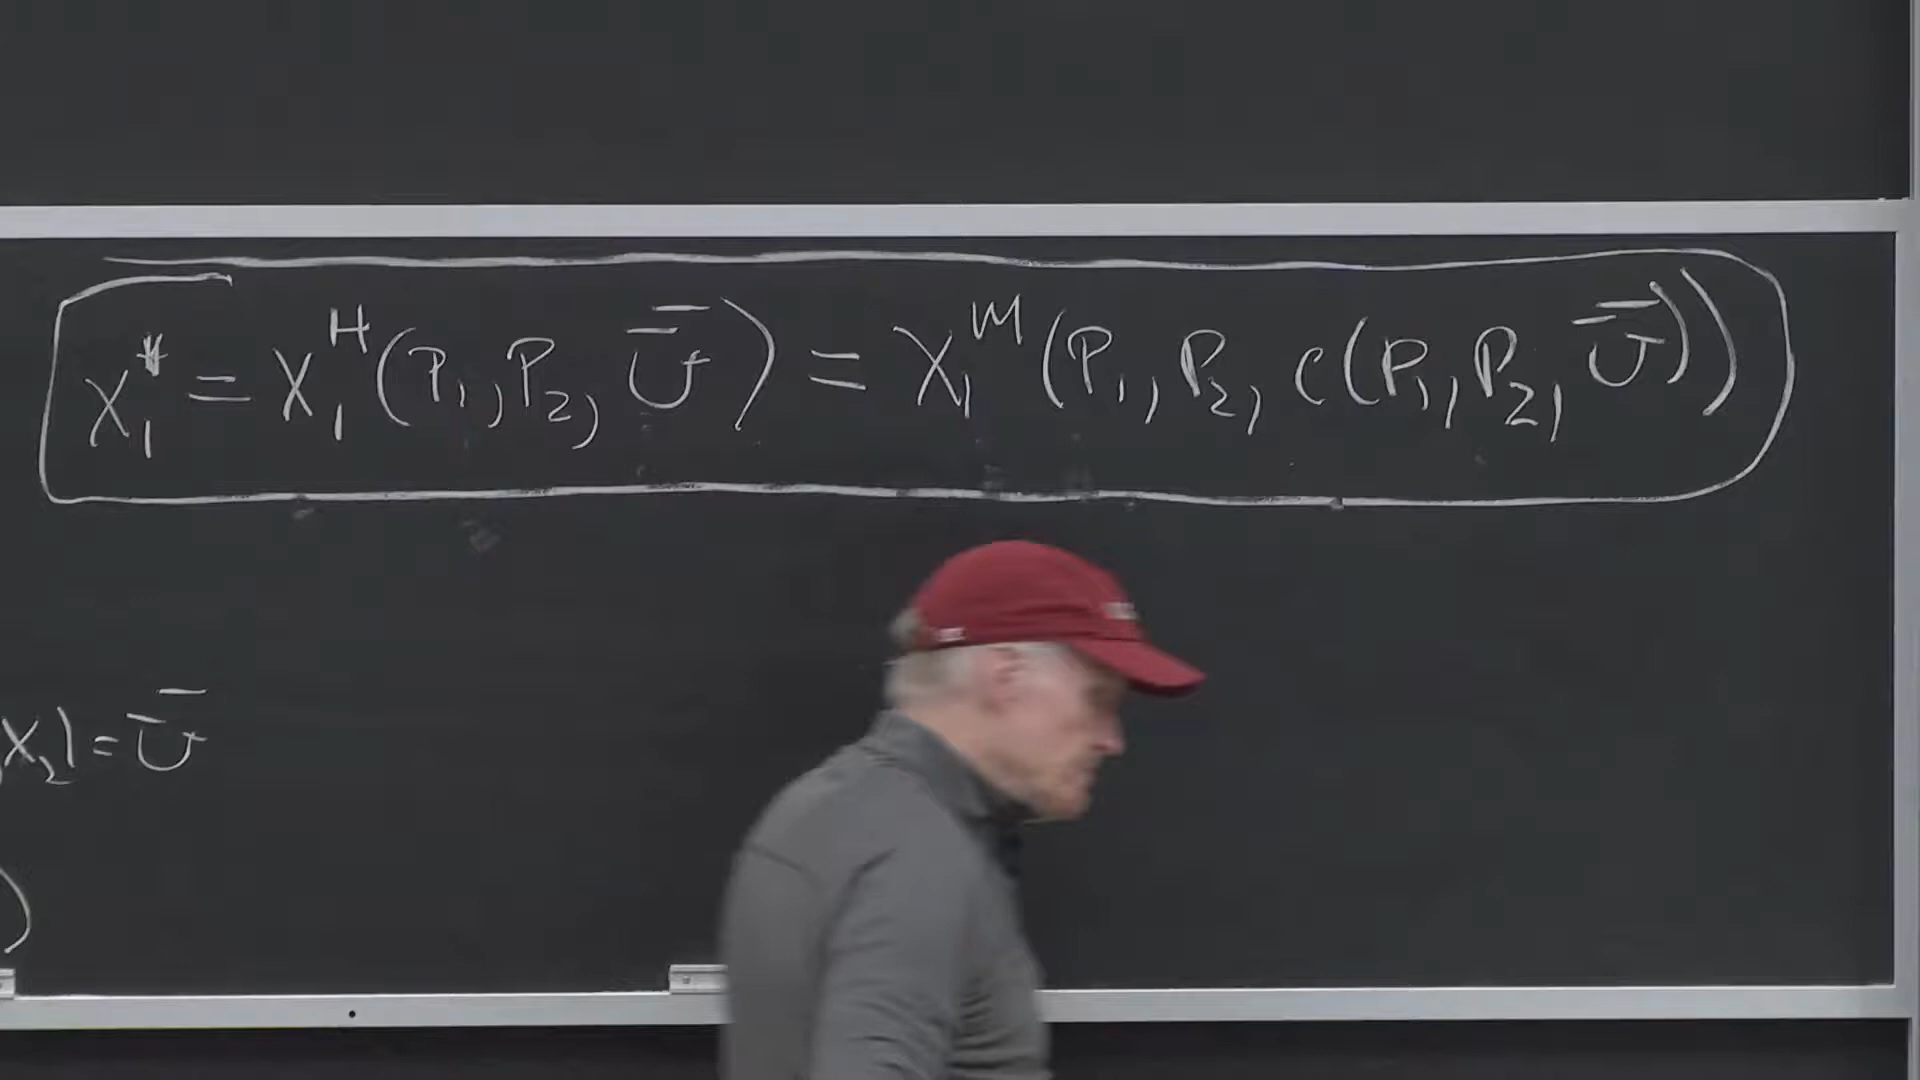 X₁* = X₁ᴴ(P₁,P₂,U̅) = X₁ᴹ(P₁,P₂,C(P₁,P₂,U̅))
,X₂)=U̅
)